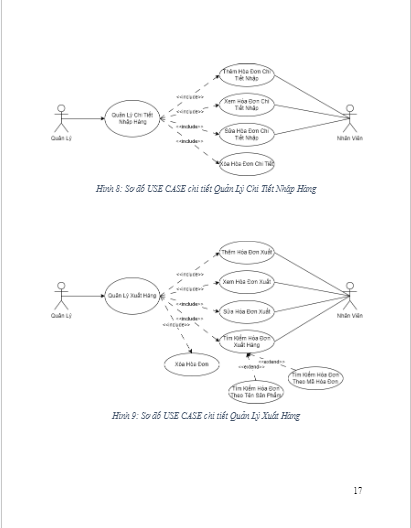 Thêm Hóa Đơn Chi
Tiết Nhập
<<include>>
Xem Hóa Đơn Chi
Tiết Nhập
<<include>>
Quản Lý Chi Tiết
Nhập Hàng
<<include>>
Sửa Hóa Đơn Chi
Tiết Nhập
Quản Lý
Nhân Viên
<<include>>
Xóa Hóa Đơn Chi Tiết
Hình 8: Sơ đồ USE CASE chi tiết Quản Lý Chi Tiết Nhập Hàng
Thêm Hóa Đơn Xuất
<<include>>
Xem Hóa Đơn Xuất
<<include>>
Quản Lý Xuất Hàng
<<include>>
Sửa Hóa Đơn Xuất
Quản Lý
Nhân Viên
<<include>>
<<include>>
Tìm Kiếm Hóa Đơn
Xuất Hàng
Xóa Hóa Đơn
<<extend>>
<<extend>>
Tìm Kiếm Hóa Đơn
Theo Mã Hóa Đơn
Tìm Kiếm Hóa Đơn
Theo Tên Sản Phẩm
Hình 9: Sơ đồ USE CASE chi tiết Quản Lý Xuất Hàng
17